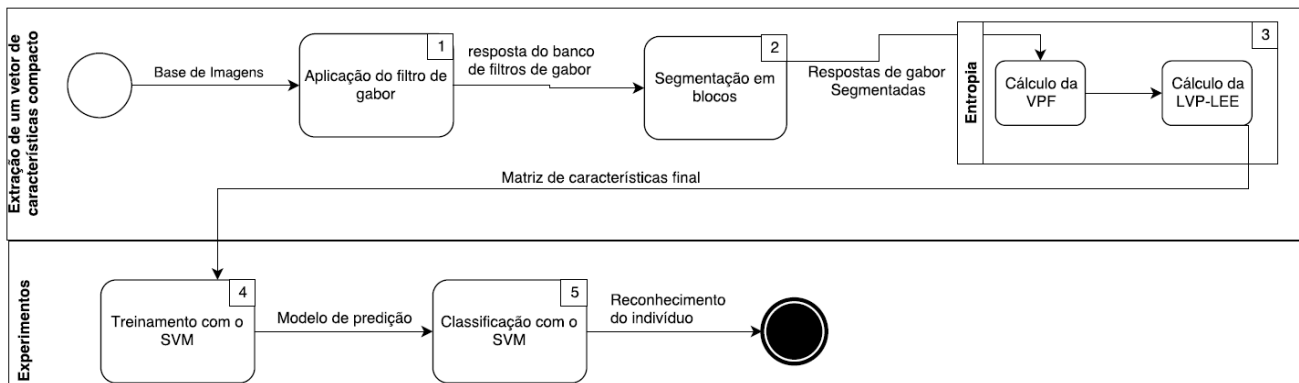 Extração de um vetor de
características compacto
Base de Imagens
1
Aplicação do filtro de
gabor
resposta do banco
de filtros de gabor
2
Segmentação em
blocos
Respostas de gabor
Segmentadas
3
Entropia
Cálculo da
VPF
Cálculo da
LVP-LEE
Matriz de características final
Experimentos
4
Treinamento com o
SVM
Modelo de predição
5
Classificação com o
SVM
Reconhecimento
do indivíduo